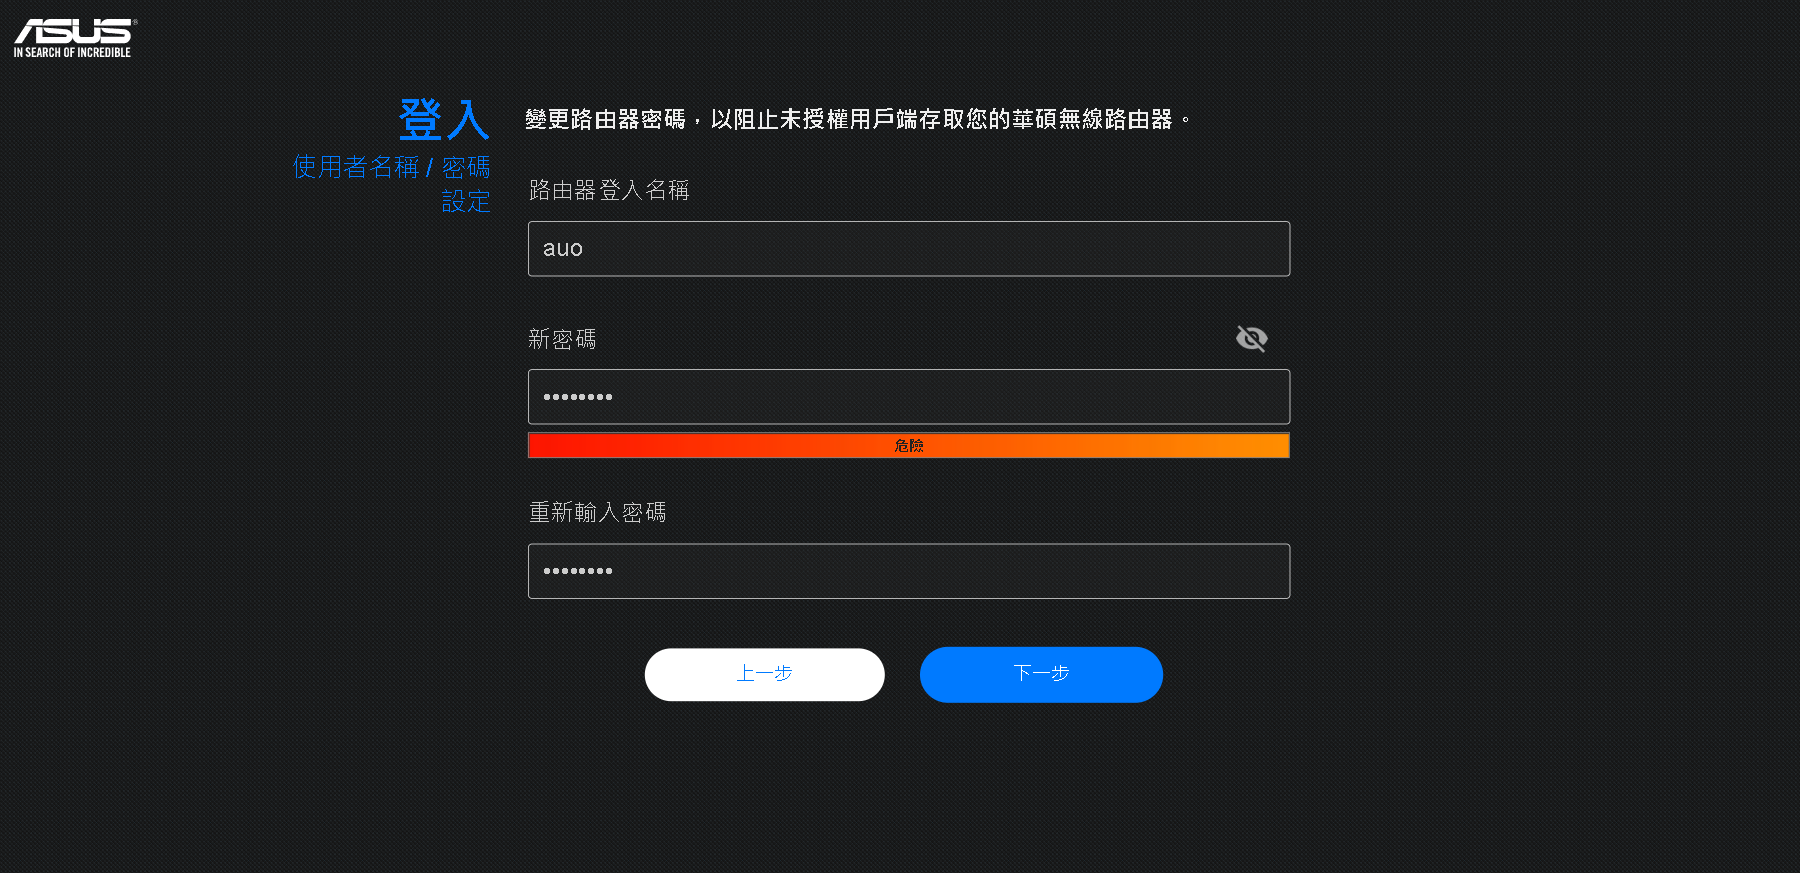 ASUS
IN SEARCH OF INCREDIBLE
登入
使用者名稱 / 密碼
設定
變更路由器密碼，以阻止未授權用戶端存取您的華碩無線路由器。
路由器登入名稱
auo
新密碼
••••••••
危險
重新輸入密碼
••••••••
上一步
下一步